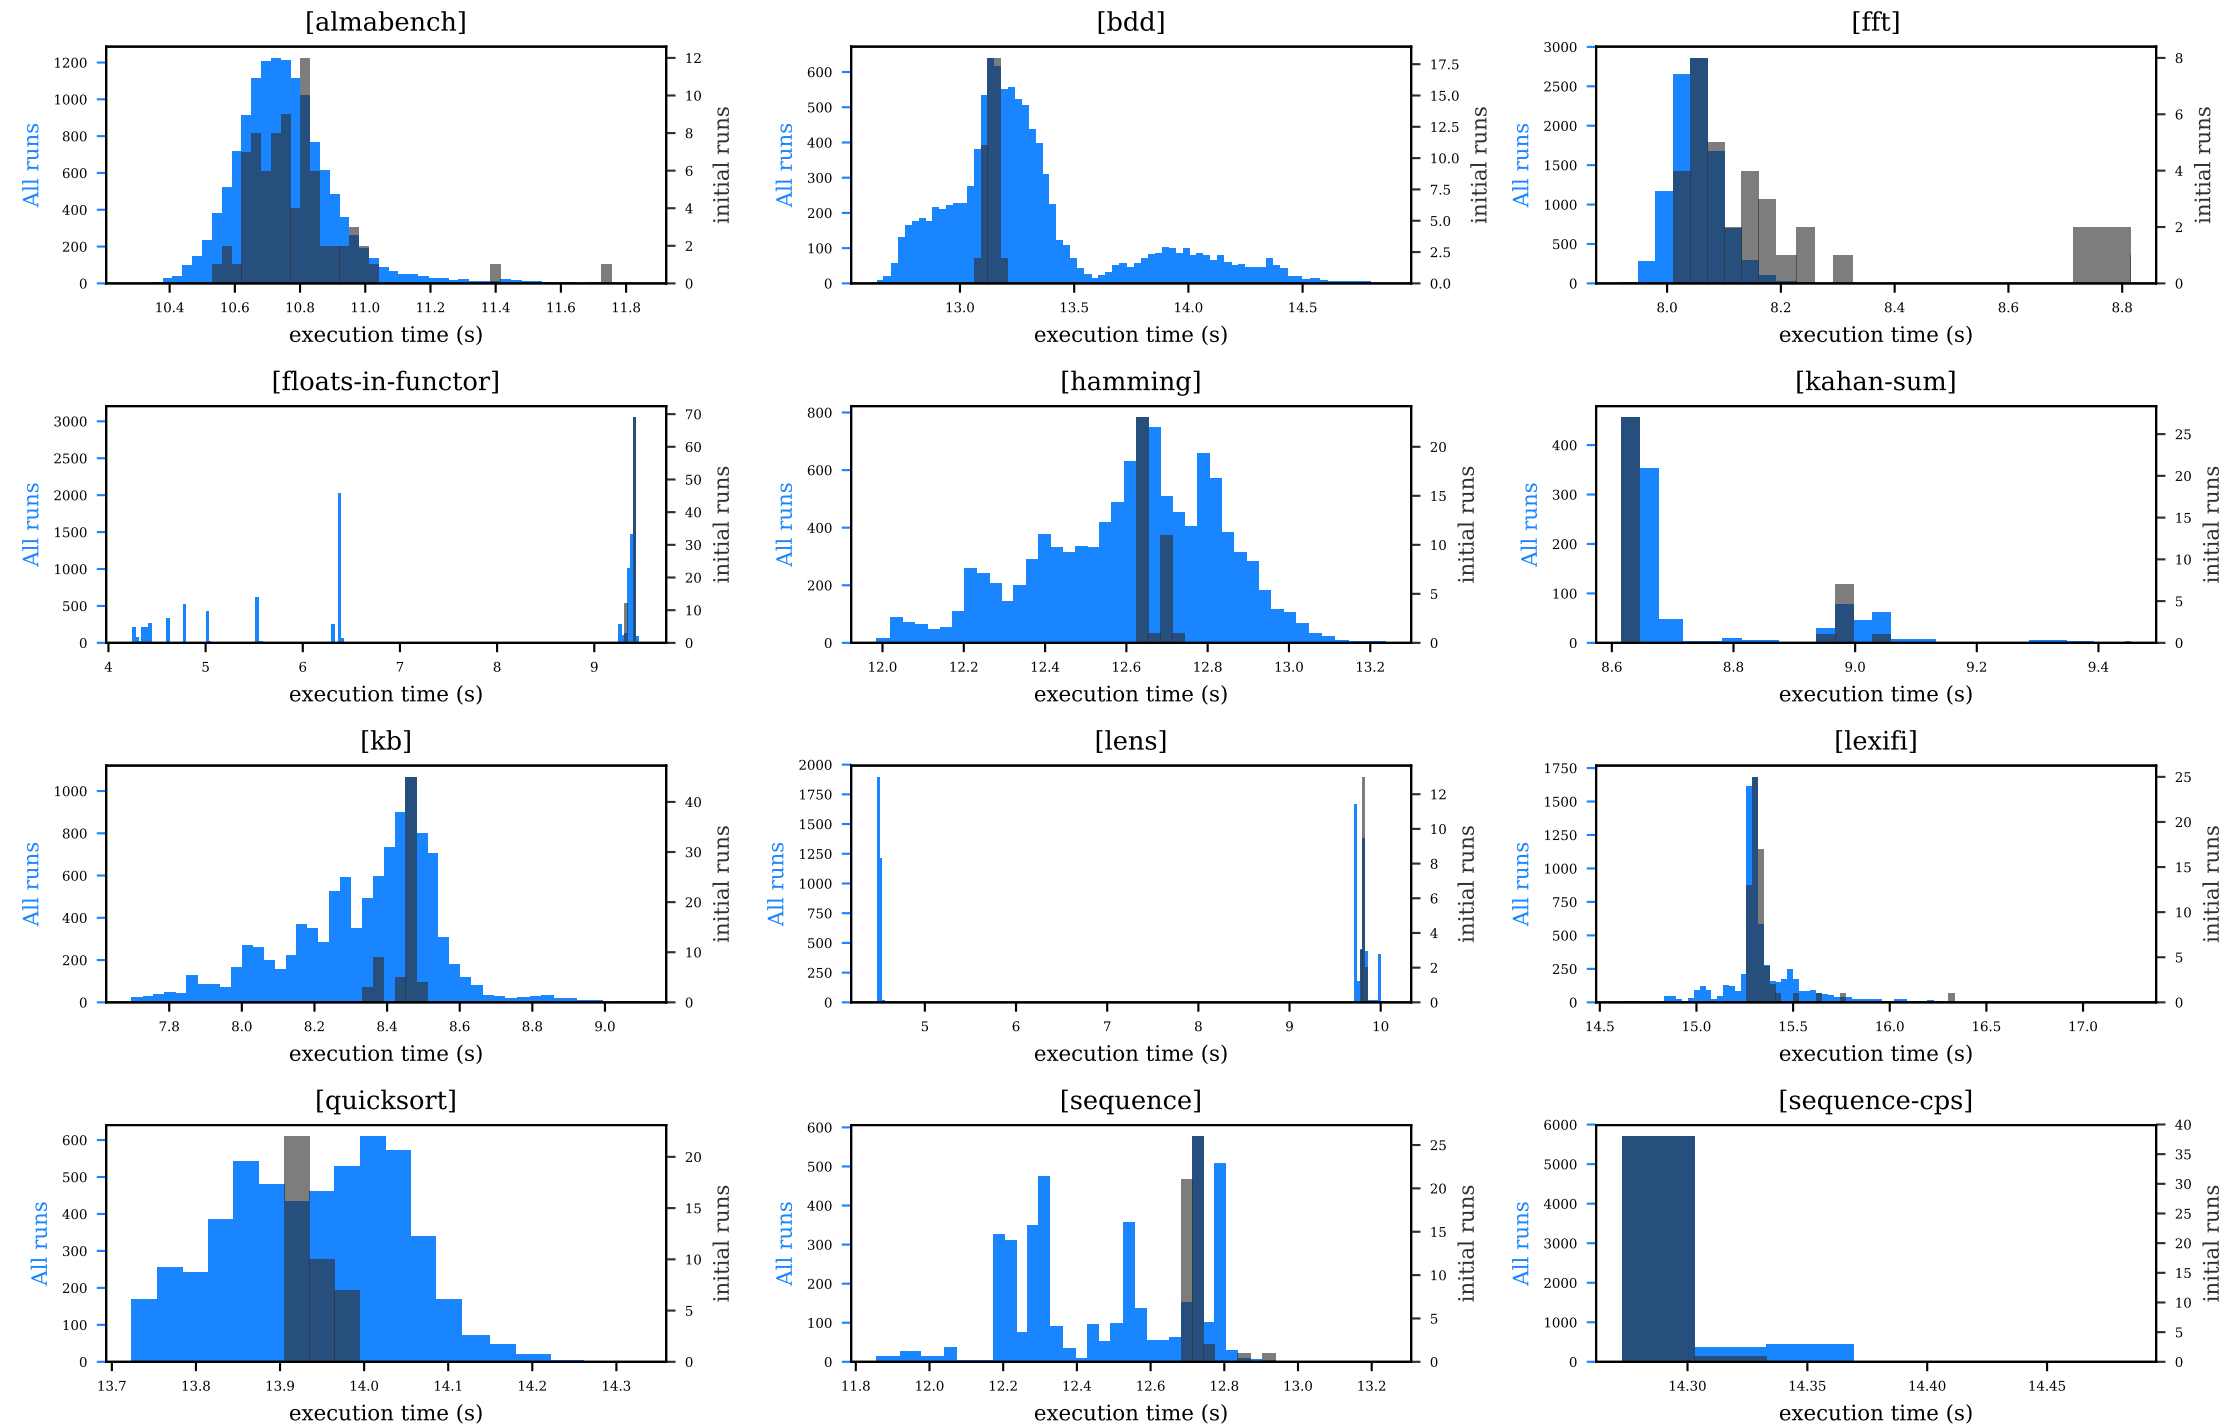 [almabench]
[bdd]
[fft]
1200
1000
800
600
400
200
0
All runs
12
10
8
6
4
2
0
initial runs
10.4 10.6 10.8 11.0 11.2 11.4 11.6 11.8
execution time (s)
600
500
400
300
200
100
0
All runs
17.5
15.0
12.5
10.0
7.5
5.0
2.5
0.0
initial runs
13.0 13.5 14.0 14.5
execution time (s)
3000
2500
2000
1500
1000
500
0
All runs
8
6
4
2
0
initial runs
8.0 8.2 8.4 8.6 8.8
execution time (s)
[floats-in-functor]
[hamming]
[kahan-sum]
3000
2500
2000
1500
1000
500
0
All runs
70
60
50
40
30
20
10
0
initial runs
4 5 6 7 8 9
execution time (s)
800
600
400
200
0
All runs
20
15
10
5
0
initial runs
12.0 12.2 12.4 12.6 12.8 13.0 13.2
execution time (s)
400
300
200
100
0
All runs
25
20
15
10
5
0
initial runs
8.6 8.8 9.0 9.2 9.4
execution time (s)
[kb]
[lens]
[lexifi]
1000
800
600
400
200
0
All runs
40
30
20
10
0
initial runs
7.8 8.0 8.2 8.4 8.6 8.8 9.0
execution time (s)
2000
1750
1500
1250
1000
750
500
250
0
All runs
12
10
8
6
4
2
0
initial runs
5 6 7 8 9 10
execution time (s)
1750
1500
1250
1000
750
500
250
0
All runs
25
20
15
10
5
0
initial runs
14.5 15.0 15.5 16.0 16.5 17.0
execution time (s)
[quicksort]
[sequence]
[sequence-cps]
600
500
400
300
200
100
0
All runs
20
15
10
5
0
initial runs
13.7 13.8 13.9 14.0 14.1 14.2 14.3
execution time (s)
600
500
400
300
200
100
0
All runs
25
20
15
10
5
0
initial runs
11.8 12.0 12.2 12.4 12.6 12.8 13.0 13.2
execution time (s)
6000
5000
4000
3000
2000
1000
0
All runs
40
35
30
25
20
15
10
5
0
initial runs
14.30 14.35 14.40 14.45
execution time (s)